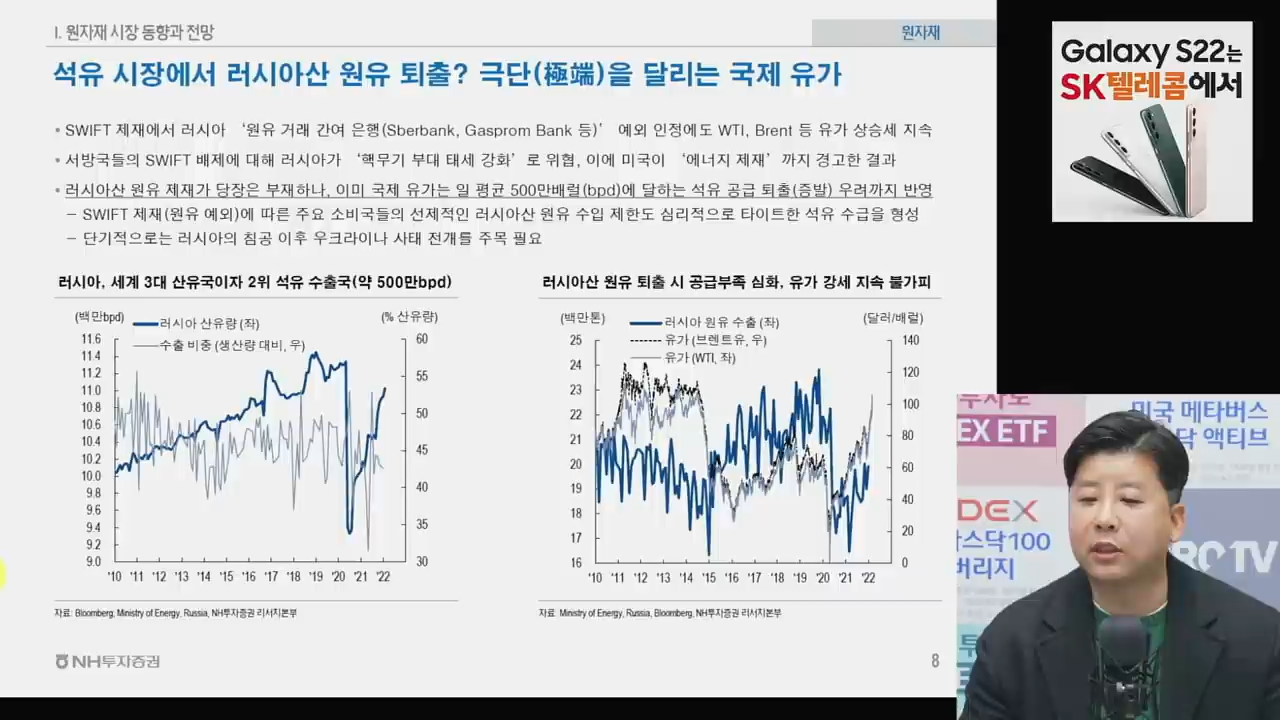 I. 원자재 시장 동향과 전망
원자재
석유 시장에서 러시아산 원유 퇴출? 극단(極端)을 달리는 국제 유가
• SWIFT 제재에서 러시아 ‘원유 거래 간여 은행(Sberbank, Gasprom Bank 등)’ 예외 인정에도 WTI, Brent 등 유가 상승세 지속
• 서방국들의 SWIFT 배제에 대해 러시아가 ‘핵무기 부대 태세 강화’로 위협, 이에 미국이 ‘에너지 제재’까지 경고한 결과
• 러시아산 원유 제재가 당장은 부재하나, 이미 국제 유가는 일 평균 500만배럴(bpd)에 달하는 석유 공급 퇴출(증발) 우려까지 반영
– SWIFT 제재(원유 예외)에 따른 주요 소비국들의 선제적인 러시아산 원유 수입 제한도 심리적으로 타이트한 석유 수급을 형성
– 단기적으로는 러시아의 침공 이후 우크라이나 사태 전개를 주목 필요
러시아, 세계 3대 산유국이자 2위 석유 수출국(약 500만bpd)
(백만bpd)
(% 산유량)
러시아 산유량 (좌)
수출 비중 (생산량 대비, 우)
11.6
11.4
11.2
11.0
10.8
10.6
10.4
10.2
10.0
9.8
9.6
9.4
9.2
9.0
60
55
50
45
40
35
30
'10 '11 '12 '13 '14 '15 '16 '17 '18 '19 '20 '21 '22
자료: Bloomberg, Ministry of Energy, Russia, NH투자증권 리서치본부
러시아산 원유 퇴출 시 공급부족 심화, 유가 강세 지속 불가피
(백만톤)
(달러/배럴)
러시아 원유 수출 (좌)
유가 (브렌트유, 우)
유가 (WTI, 좌)
25
24
23
22
21
20
19
18
17
16
140
120
100
80
60
40
20
0
'10 '11 '12 '13 '14 '15 '16 '17 '18 '19 '20 '21 '22
자료: Ministry of Energy, Russia, Bloomberg, NH투자증권 리서치본부
NH투자증권
8
Galaxy S22는
SK텔레콤에서
EX ETF
미국 메타버스
닥 액티브
DEX
스닥100
버리지
TV